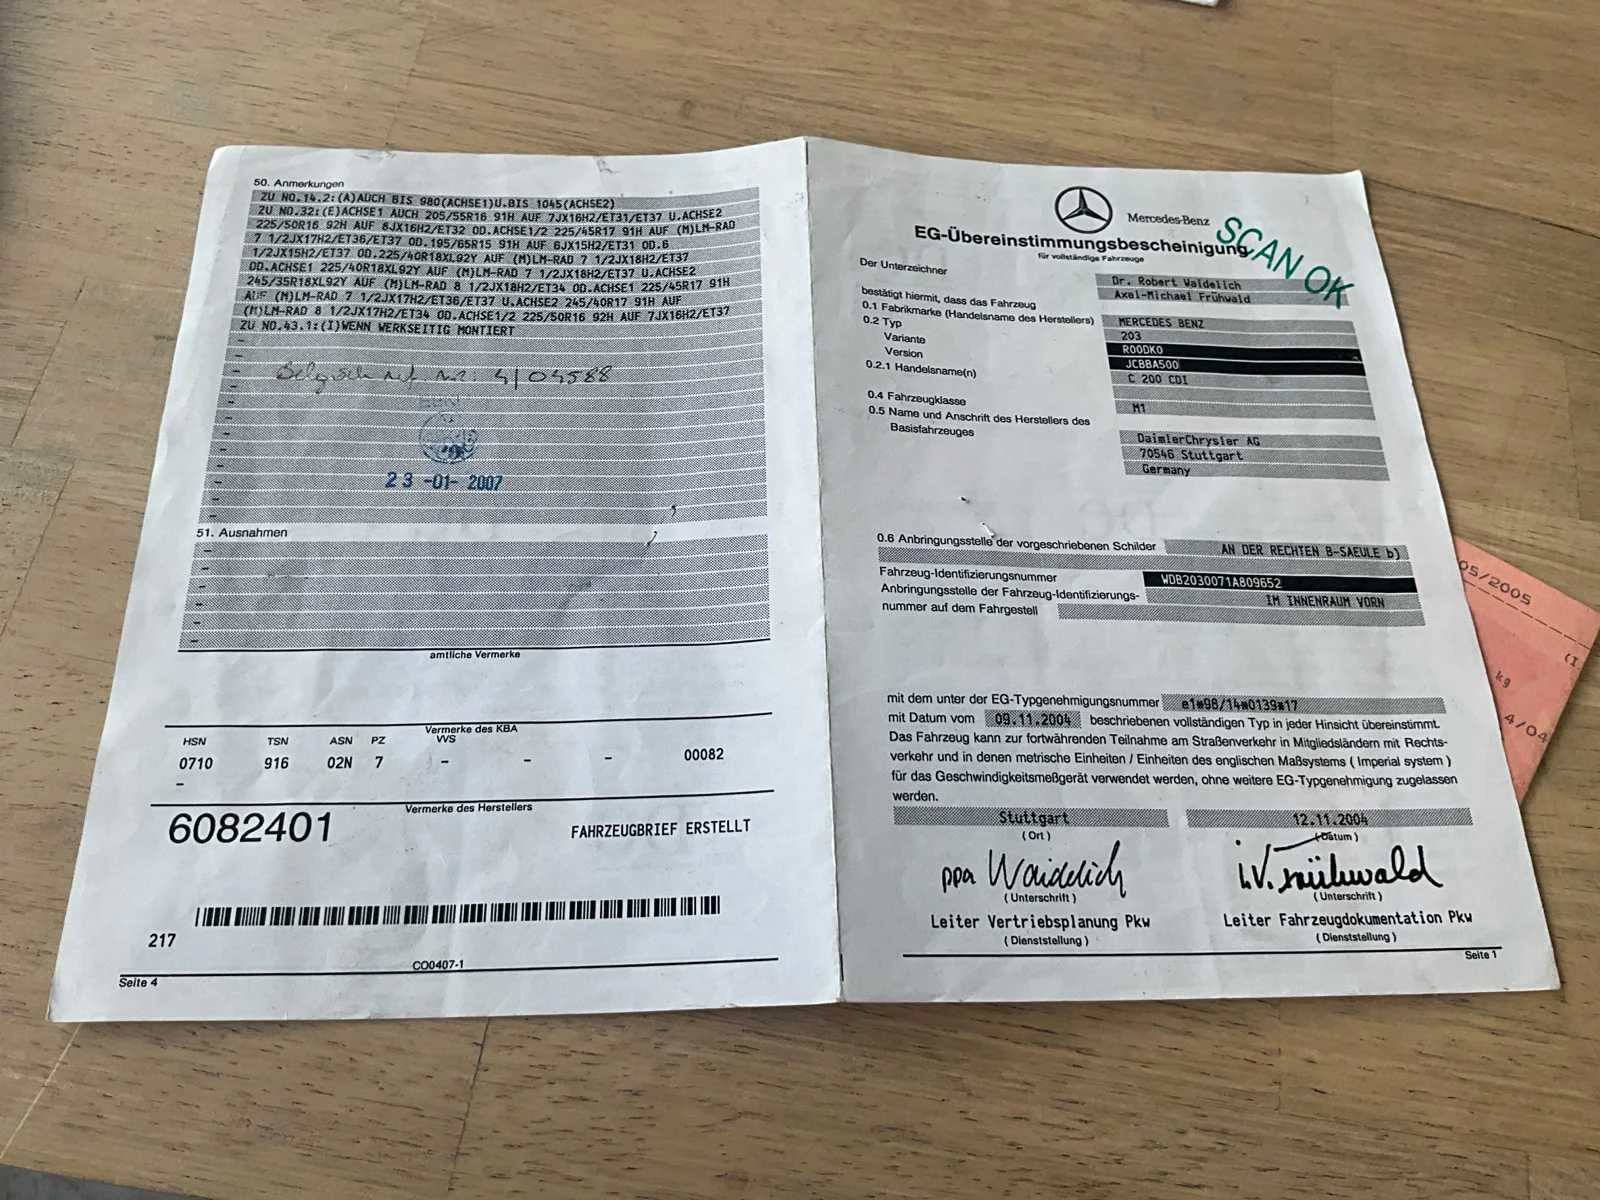 50. Anmerkungen
ZU NO.14.2:(A)AUCH BIS 980(ACHSE1)U.BIS 1045(ACHSE2)
ZU NO.32:(E)ACHSE1 AUCH 205/55R16 91H AUF 7JX16H2/ET31/ET37 U.ACHSE2
225/50R16 92H AUF 8JX16H2/ET32 OD.ACHSE1/2 225/45R17 91H AUF (M)LM-RAD
7 1/2JX17H2/ET36/ET37 OD.195/65R15 91H AUF 6JX15H2/ET31 OD.6
1/2JX15H2/ET37 OD.225/40R18XL92Y AUF (M)LM-RAD 7 1/2JX18H2/ET37
OD.ACHSE1 225/40R18XL92Y AUF (M)LM-RAD 7 1/2JX18H2/ET37 U.ACHSE2
245/35R18XL92Y AUF (M)LM-RAD 8 1/2JX18H2/ET34 OD.ACHSE1 225/45R17 91H
AUF (M)LM-RAD 7 1/2JX17H2/ET36/ET37 U.ACHSE2 245/40R17 91H AUF
(M)LM-RAD 8 1/2JX17H2/ET34 OD.ACHSE1/2 225/50R16 92H AUF 7JX16H2/ET37
ZU NO.43.1:(I)WENN WERKSEITIG MONTIERT
4/04588
23 -01- 2007
51. Ausnahmen
amtliche Vermerke
Vermerke des KBA
HSN TSN ASN PZ VVS
0710 916 02N 7 - - - 00082
-
Vermerke des Herstellers
6082401 FAHRZEUGBRIEF ERSTELLT
217
CO0407-1
Seite 4
Mercedes-Benz
SCAN OK
EG-Übereinstimmungsbescheinigung
für vollständige Fahrzeuge
Der Unterzeichner
Dr. Robert Waidelich
Axel-Michael Frühwald
bestätigt hiermit, dass das Fahrzeug
0.1 Fabrikmarke (Handelsname des Herstellers) MERCEDES BENZ
0.2 Typ 203
Variante ROODKO
Version JCBBA500
0.2.1 Handelsname(n) C 200 CDI
0.4 Fahrzeugklasse M1
0.5 Name und Anschrift des Herstellers des
Basisfahrzeuges
DaimlerChrysler AG
70546 Stuttgart
Germany
0.6 Anbringungsstelle der vorgeschriebenen Schilder AN DER RECHTEN B-SAEULE b)
Fahrzeug-Identifizierungsnummer WDB2030071A809652
Anbringungsstelle der Fahrzeug-Identifizierungs- IM INNENRAUM VORN
nummer auf dem Fahrgestell
mit dem unter der EG-Typgenehmigungsnummer e1*98/14*0139*17
mit Datum vom 09.11.2004 beschriebenen vollständigen Typ in jeder Hinsicht übereinstimmt.
Das Fahrzeug kann zur fortwährenden Teilnahme am Straßenverkehr in Mitgliedsländern mit Rechts-
verkehr und in denen metrische Einheiten / Einheiten des englischen Maßsystems ( Imperial system )
für das Geschwindigkeitsmeßgerät verwendet werden, ohne weitere EG-Typgenehmigung zugelassen
werden.
Stuttgart 12.11.2004
( Ort ) ( Datum )
ppa Waidelich i.V. Frühwald
( Unterschrift ) ( Unterschrift )
Leiter Vertriebsplanung Pkw Leiter Fahrzeugdokumentation Pkw
( Dienststellung ) ( Dienststellung )
Seite 1
05/2005
(I.
kg
4/04